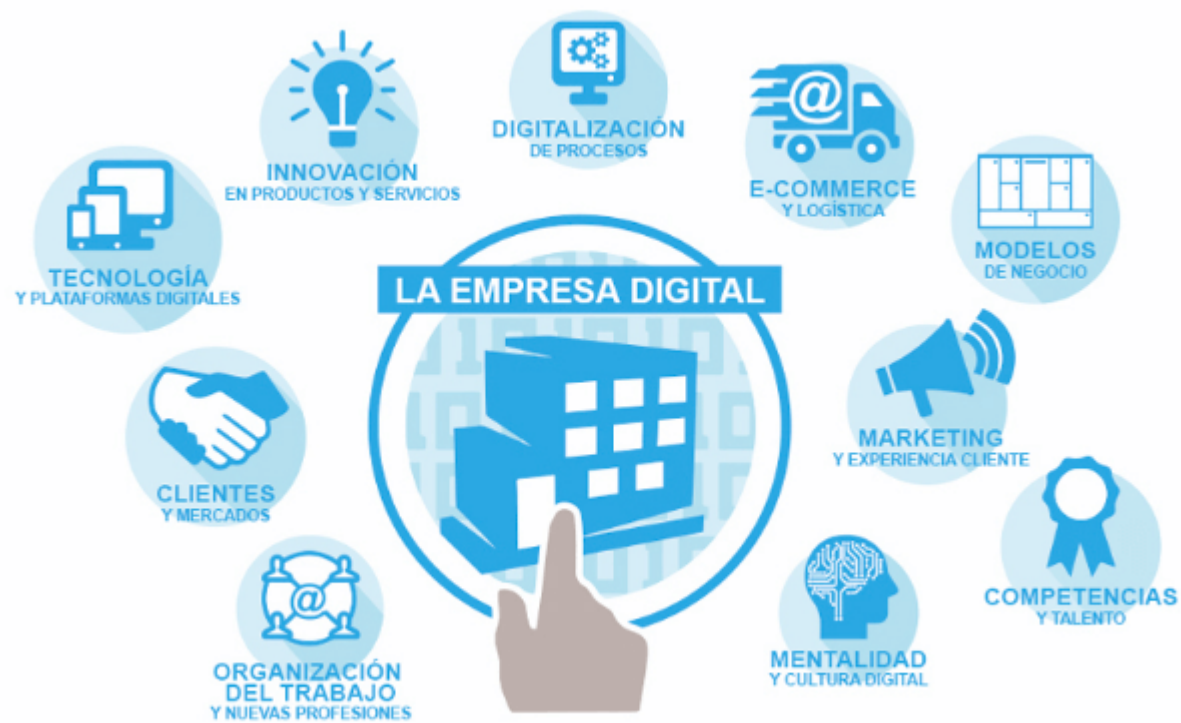 DIGITALIZACIÓN
DE PROCESOS
INNOVACIÓN
EN PRODUCTOS Y SERVICIOS
@
E-COMMERCE
Y LOGÍSTICA
TECNOLOGÍA
Y PLATAFORMAS DIGITALES
MODELOS
DE NEGOCIO
LA EMPRESA DIGITAL
MARKETING
Y EXPERIENCIA CLIENTE
CLIENTES
Y MERCADOS
COMPETENCIAS
Y TALENTO
@
ORGANIZACIÓN
DEL TRABAJO
Y NUEVAS PROFESIONES
MENTALIDAD
Y CULTURA DIGITAL